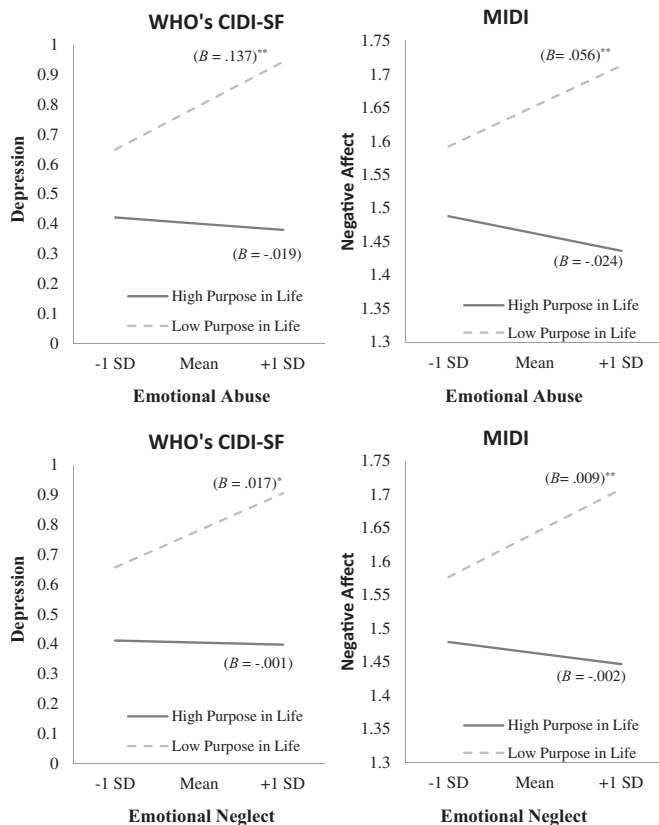 WHO's CIDI-SF
1
0.9
0.8
0.7
0.6
0.5
0.4
0.3
0.2
0.1
0
Depression
(B = .137)**
(B = -.019)
High Purpose in Life
Low Purpose in Life
-1 SD Mean +1 SD
Emotional Abuse
MIDI
1.75
1.7
1.65
1.6
1.55
1.5
1.45
1.4
1.35
1.3
Negative Affect
(B= .056)**
(B = -.024)
High Purpose in Life
Low Purpose in Life
-1 SD Mean +1 SD
Emotional Abuse
WHO's CIDI-SF
1
0.9
0.8
0.7
0.6
0.5
0.4
0.3
0.2
0.1
0
Depression
(B = .017)*
(B = -.001)
High Purpose in Life
Low Purpose in Life
-1 SD Mean +1 SD
Emotional Neglect
MIDI
1.75
1.7
1.65
1.6
1.55
1.5
1.45
1.4
1.35
1.3
Negative Affect
(B= .009)**
(B = -.002)
High Purpose in Life
Low Purpose in Life
-1 SD Mean +1 SD
Emotional Neglect